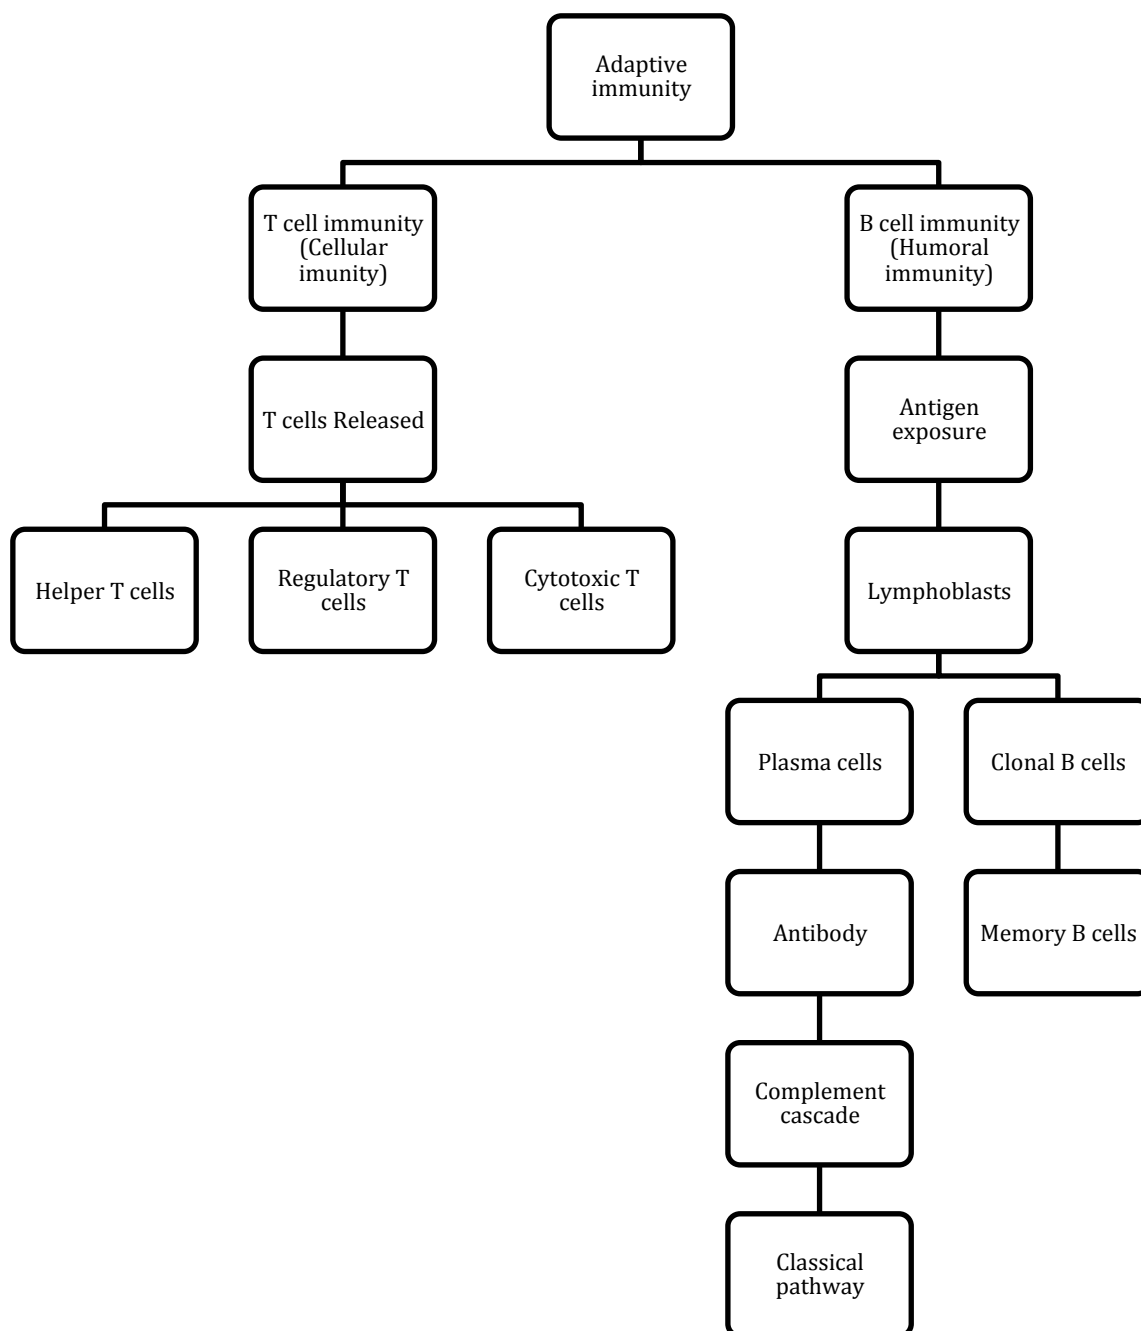 Adaptive
immunity
T cell immunity
(Cellular
imunity)
B cell immunity
(Humoral
immunity)
T cells Released
Antigen
exposure
Helper T cells
Regulatory T
cells
Cytotoxic T
cells
Lymphoblasts
Plasma cells
Clonal B cells
Antibody
Memory B cells
Complement
cascade
Classical
pathway